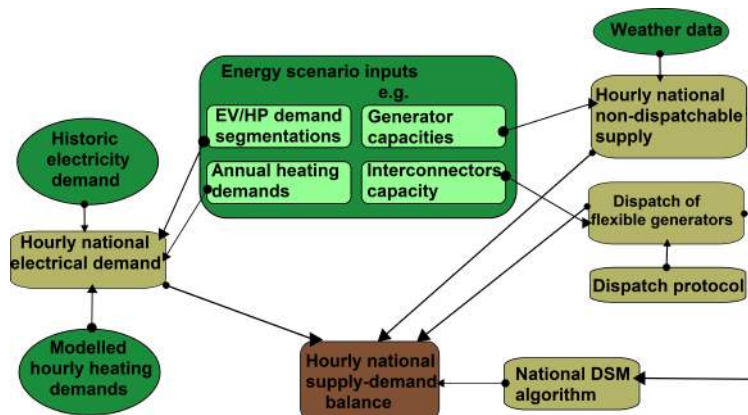 Weather data
Energy scenario inputs
e.g.
EV/HP demand
segmentations
Generator
capacities
Annual heating
demands
Interconnectors
capacity
Hourly national
non-dispatchable
supply
Historic
electricity
demand
Dispatch of
flexible generators
Hourly national
electrical demand
Dispatch protocol
Modelled
hourly heating
demands
Hourly national
supply-demand
balance
National DSM
algorithm